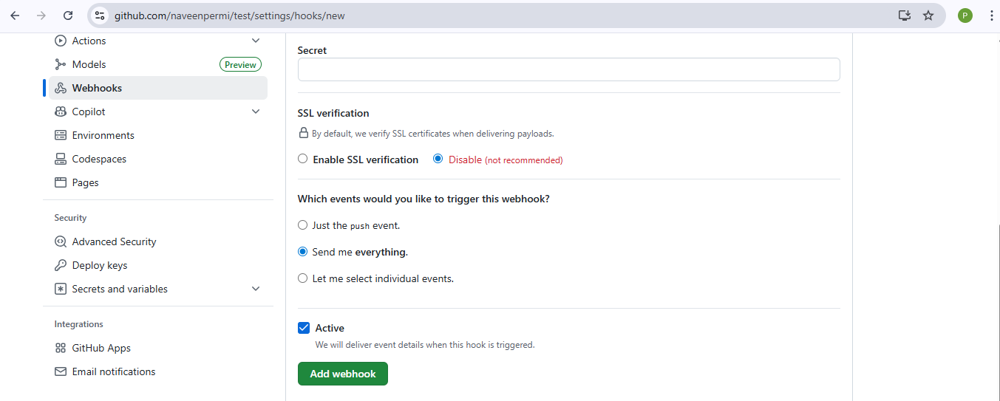 github.com/naveenpermi/test/settings/hooks/new
P
Actions
Models Preview
Webhooks
Copilot
Environments
Codespaces
Pages
Security
Advanced Security
Deploy keys
Secrets and variables
Integrations
GitHub Apps
Email notifications
Secret
SSL verification
By default, we verify SSL certificates when delivering payloads.
Enable SSL verification Disable (not recommended)
Which events would you like to trigger this webhook?
Just the push event.
Send me everything.
Let me select individual events.
Active
We will deliver event details when this hook is triggered.
Add webhook